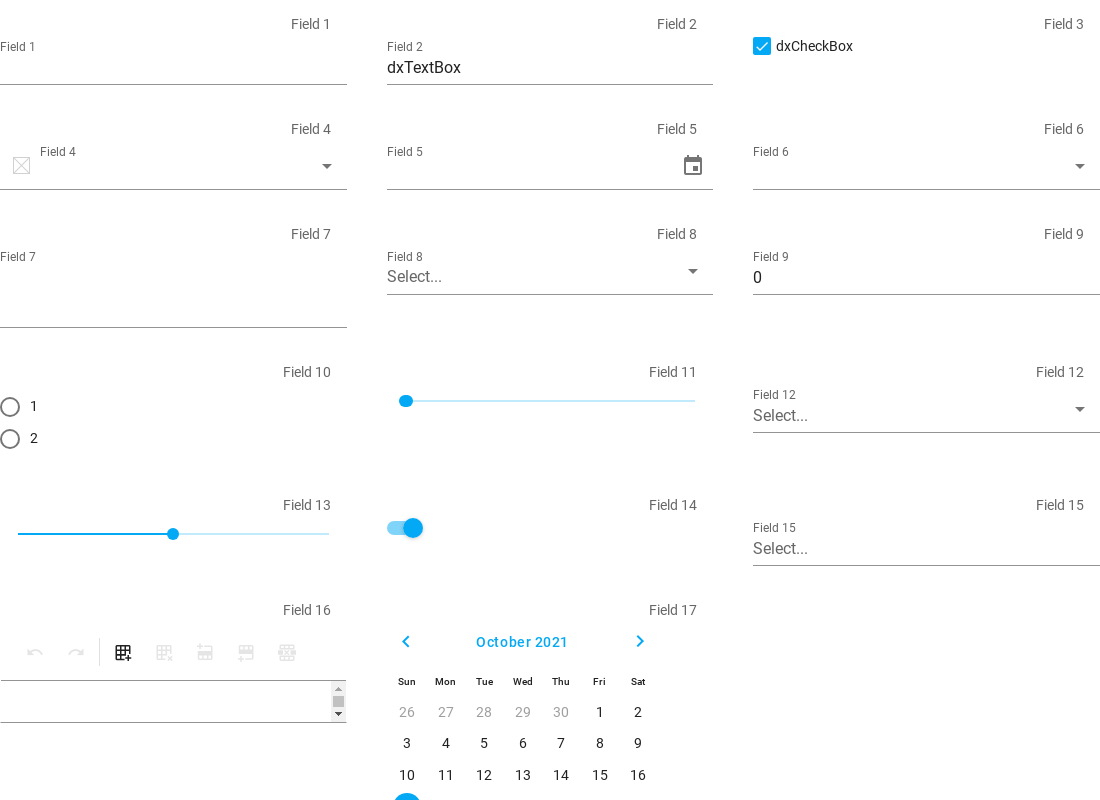 Field 1
Field 2
Field 3
Field 1
Field 2
dxTextBox
dxCheckBox
Field 4
Field 5
Field 6
Field 4
Field 5
Field 6
Field 7
Field 8
Field 9
Field 7
Field 8
Select...
Field 9
0
Field 10
Field 11
Field 12
1
2
Field 12
Select...
Field 13
Field 14
Field 15
Field 15
Select...
Field 16
Field 17
October 2021
Sun Mon Tue Wed Thu Fri Sat
26 27 28 29 30 1 2
3 4 5 6 7 8 9
10 11 12 13 14 15 16